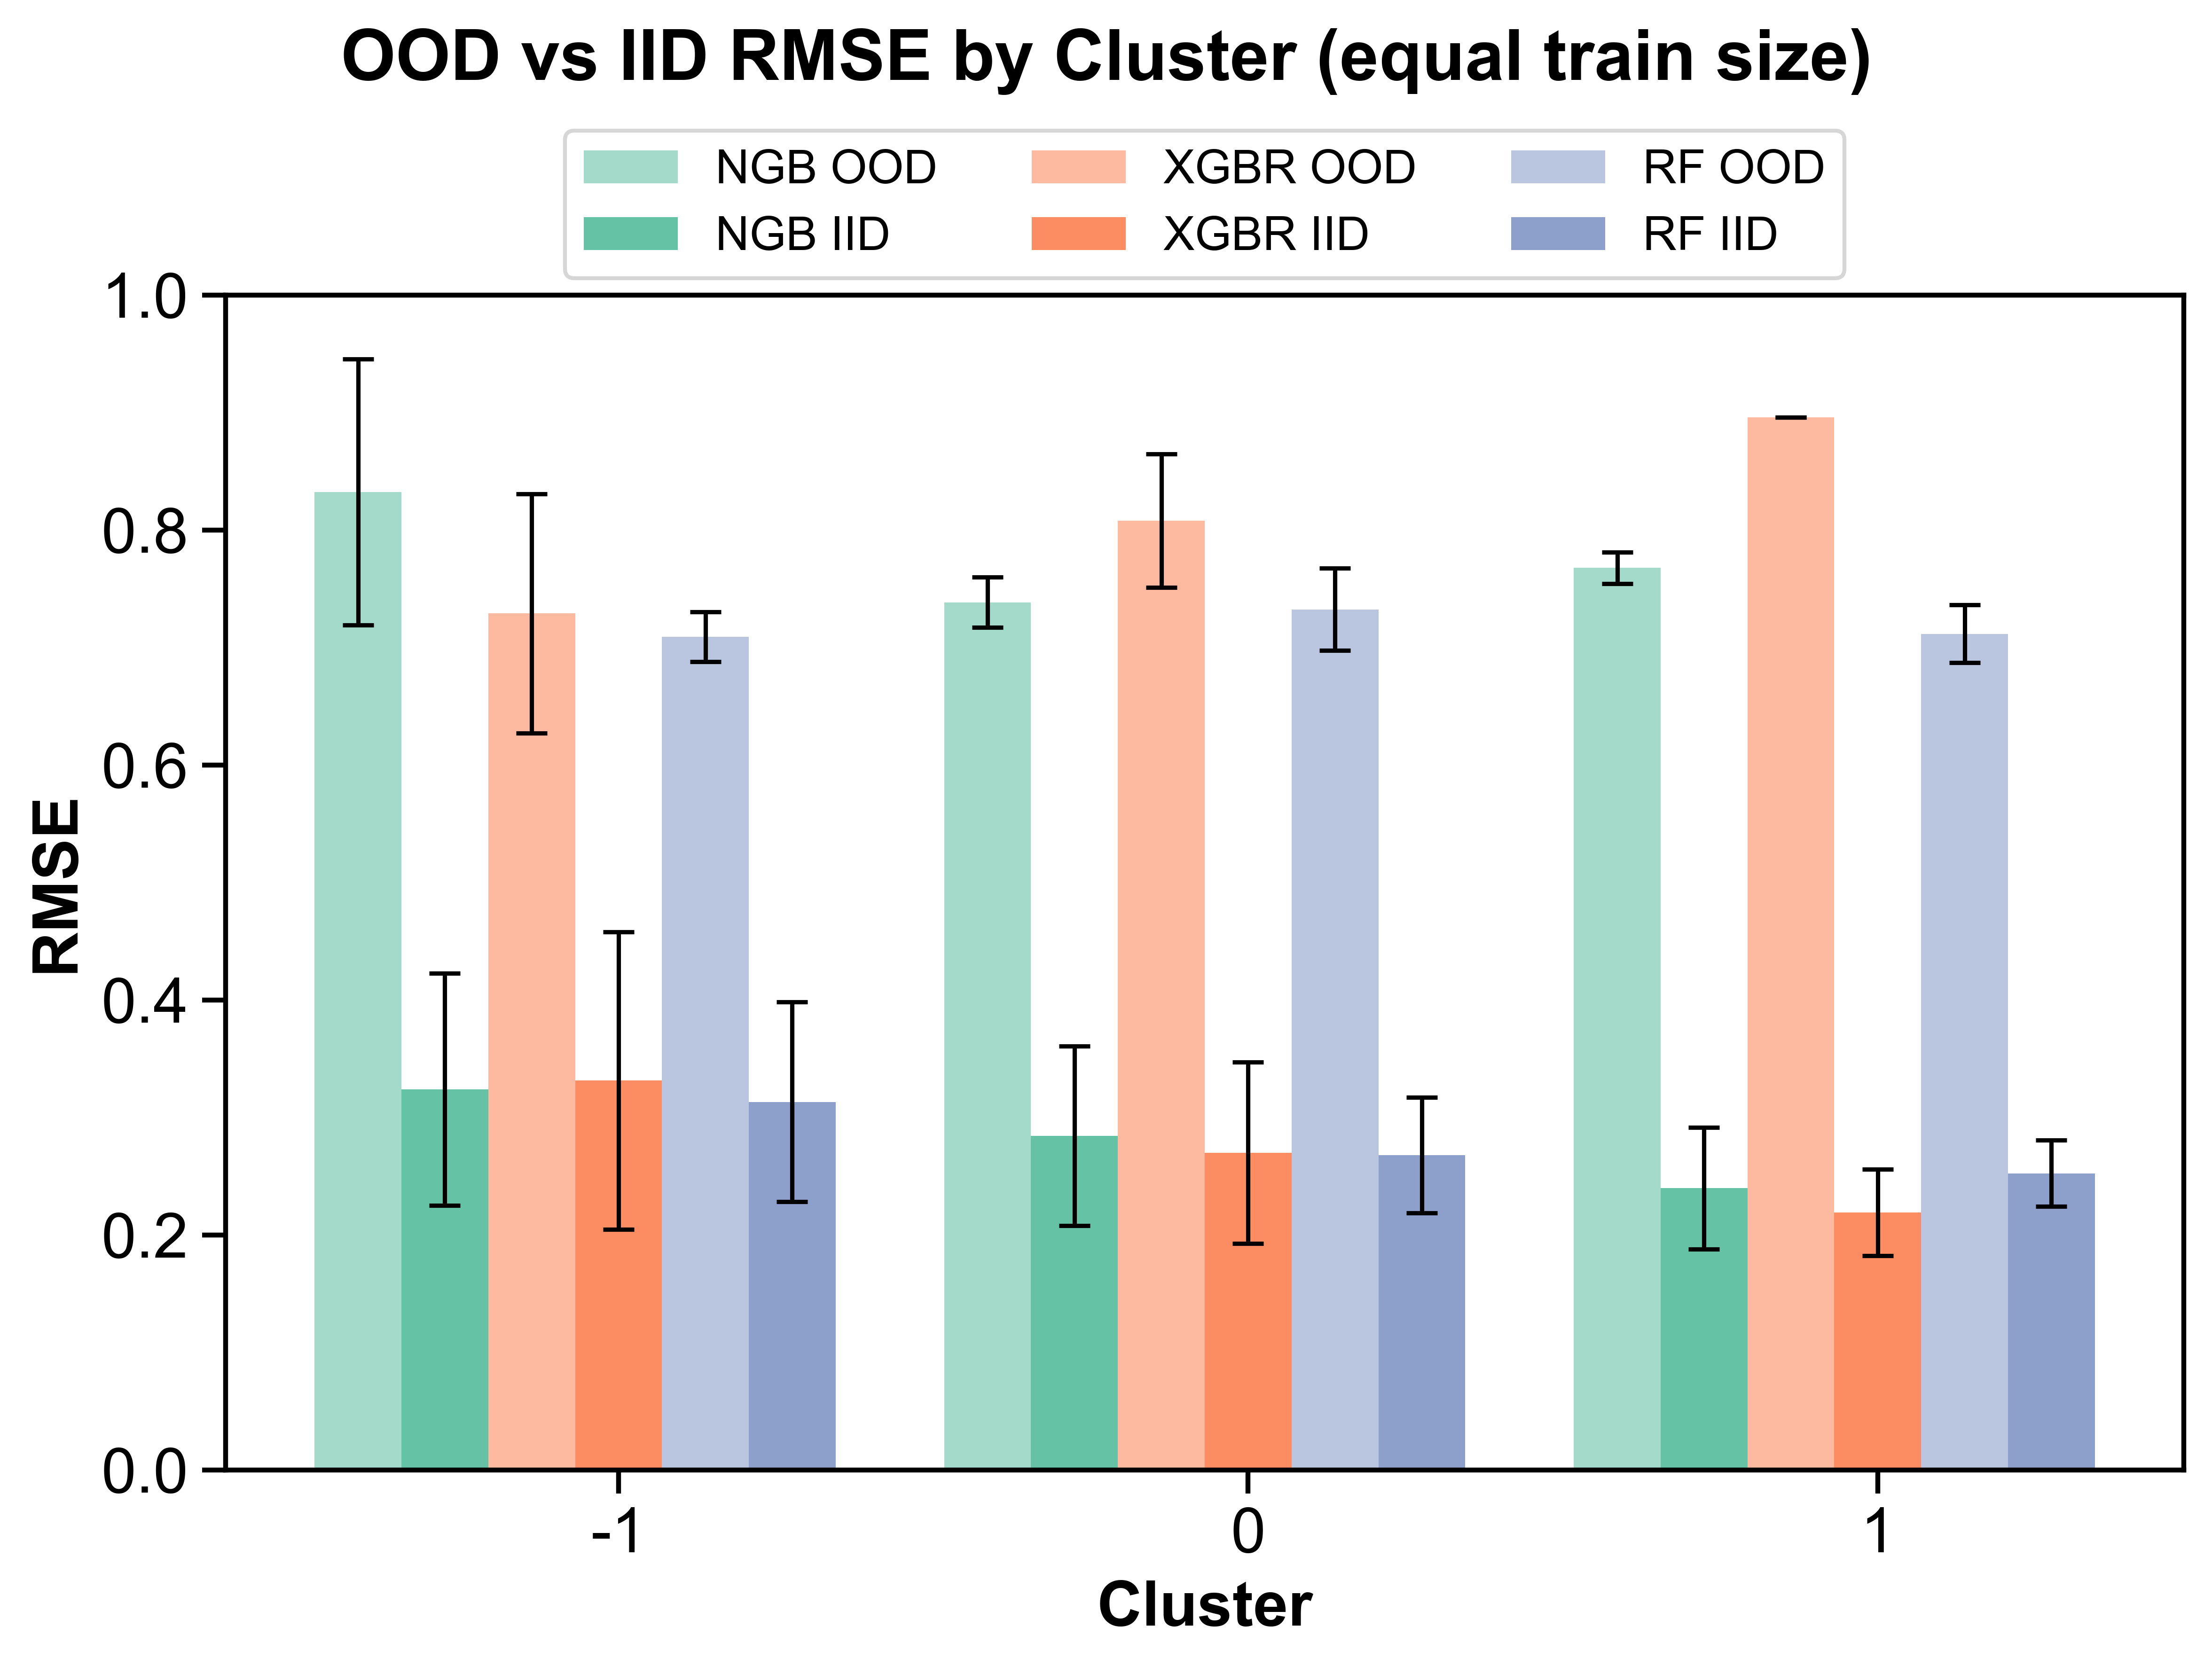 OOD vs IID RMSE by Cluster (equal train size)
NGB OOD XGBR OOD RF OOD
NGB IID XGBR IID RF IID
1.0
0.8
0.6
0.4
0.2
0.0
RMSE
-1 0 1
Cluster